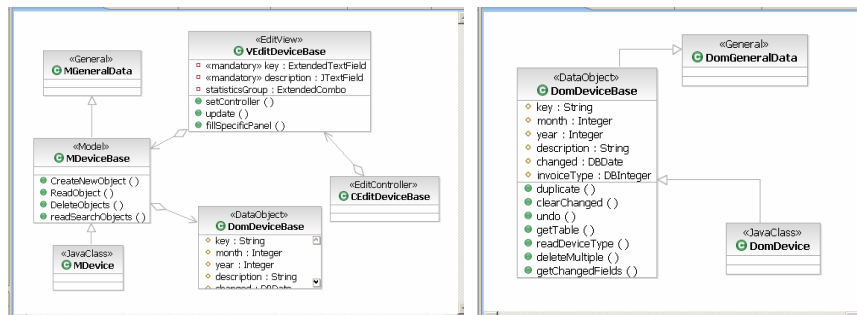 «EditView»
VEditDeviceBase
«mandatory» key : ExtendedTextField
«mandatory» description : JTextField
statisticsGroup : ExtendedCombo
setController ( )
update ( )
fillSpecificPanel ( )
«General»
MGeneralData
«Model»
MDeviceBase
CreateNewObject ( )
ReadObject ( )
DeleteObjects ( )
readSearchObjects ( )
«EditController»
CEditDeviceBase
«DataObject»
DomDeviceBase
key : String
month : Integer
year : Integer
description : String
changed : DBDate
«JavaClass»
MDevice
«General»
DomGeneralData
«DataObject»
DomDeviceBase
key : String
month : Integer
year : Integer
description : String
changed : DBDate
invoiceType : DBInteger
duplicate ( )
clearChanged ( )
undo ( )
getTable ( )
readDeviceType ( )
deleteMultiple ( )
getChangedFields ( )
«JavaClass»
DomDevice